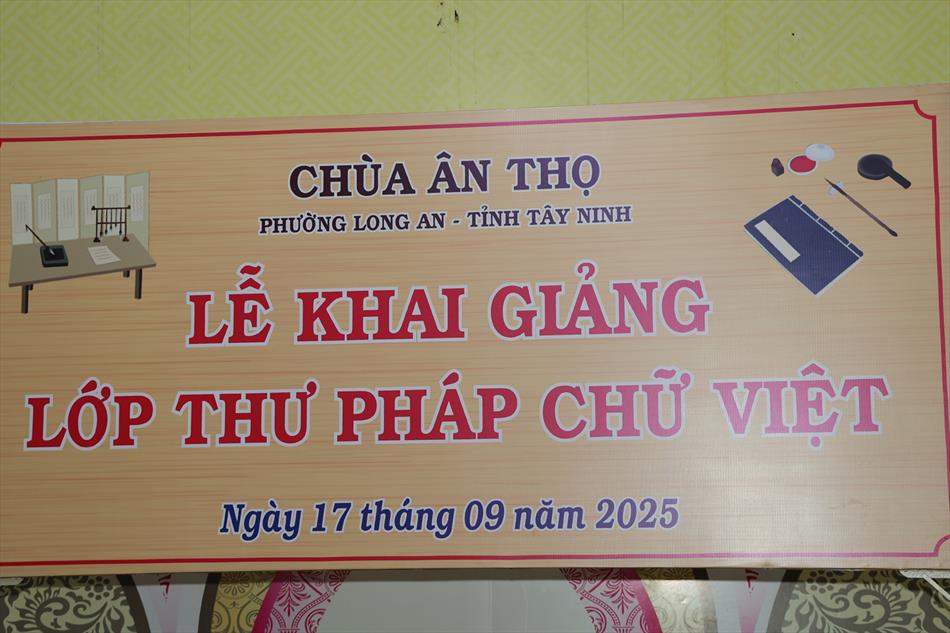 CHÙA ÂN THỌ
PHƯỜNG LONG AN - TỈNH TÂY NINH
LỄ KHAI GIẢNG
LỚP THƯ PHÁP CHỮ VIỆT
Ngày 17 tháng 09 năm 2025